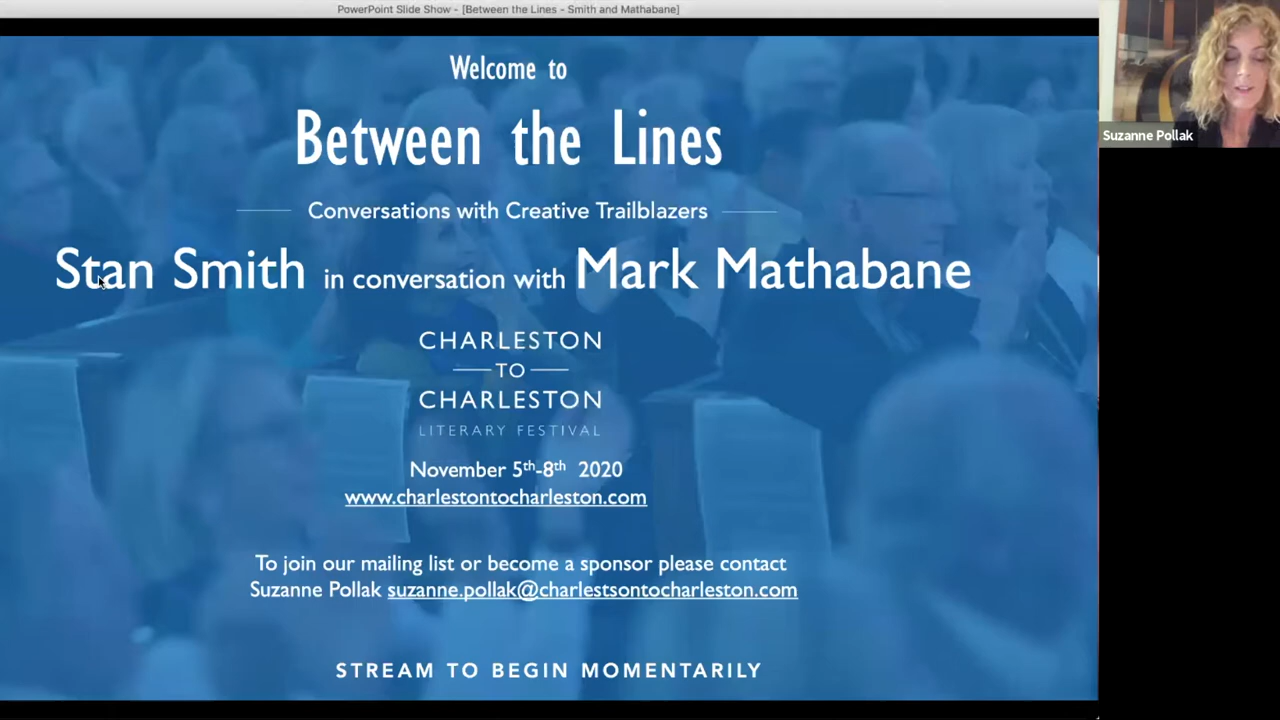 PowerPoint Slide Show - [Between the Lines - Smith and Mathabane]
Suzanne Pollak
Welcome to
Between the Lines
Conversations with Creative Trailblazers
Stan Smith in conversation with Mark Mathabane
CHARLESTON
TO
CHARLESTON
LITERARY FESTIVAL
November 5th-8th 2020
www.charlestontocharleston.com
To join our mailing list or become a sponsor please contact
Suzanne Pollak suzanne.pollak@charlestsontocharleston.com
STREAM TO BEGIN MOMENTARILY